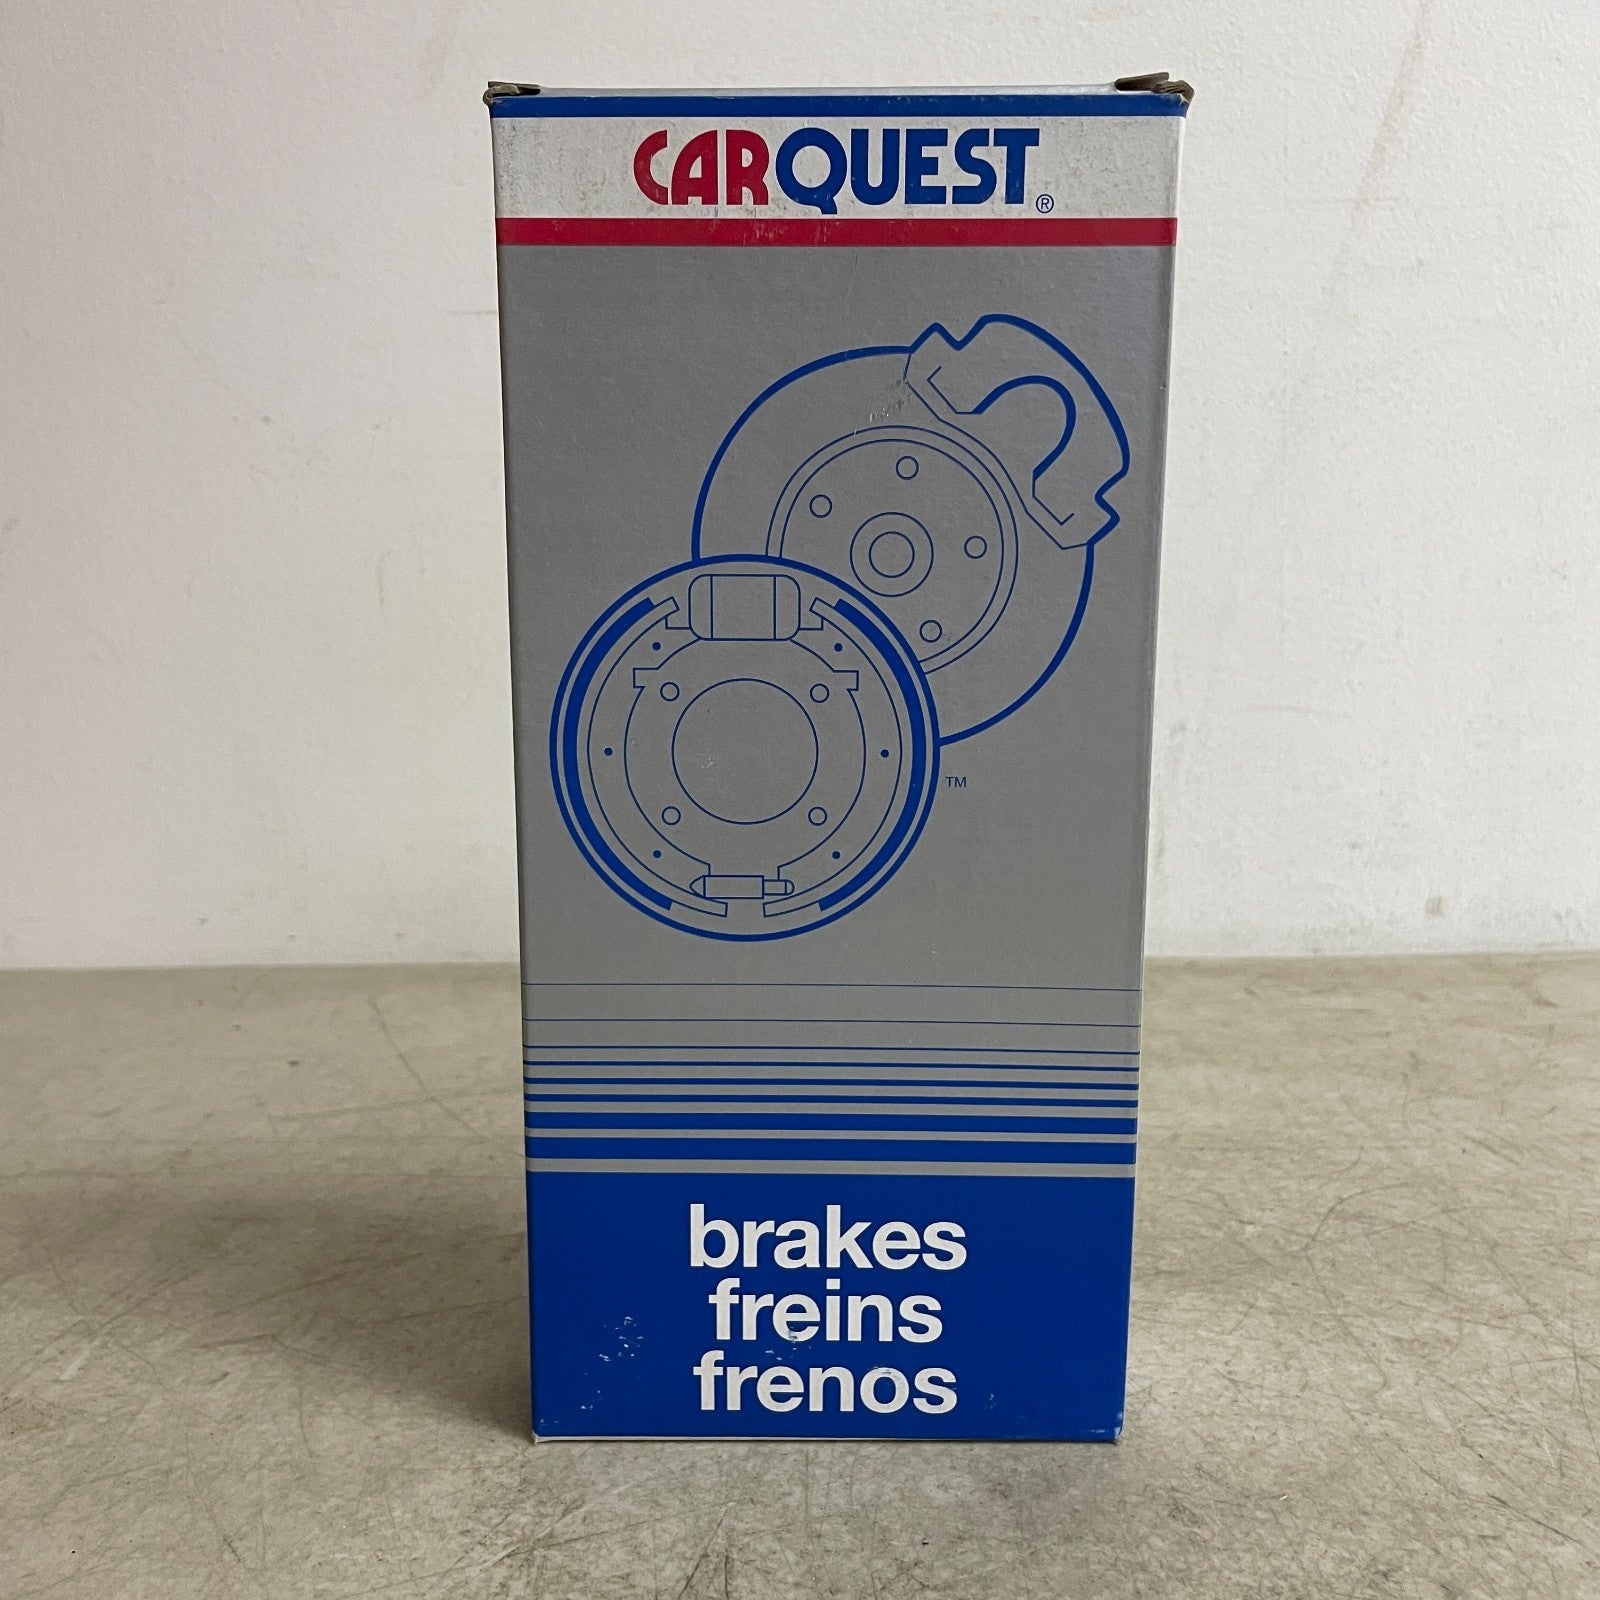 CARQUEST®
TM
brakes
freins
frenos